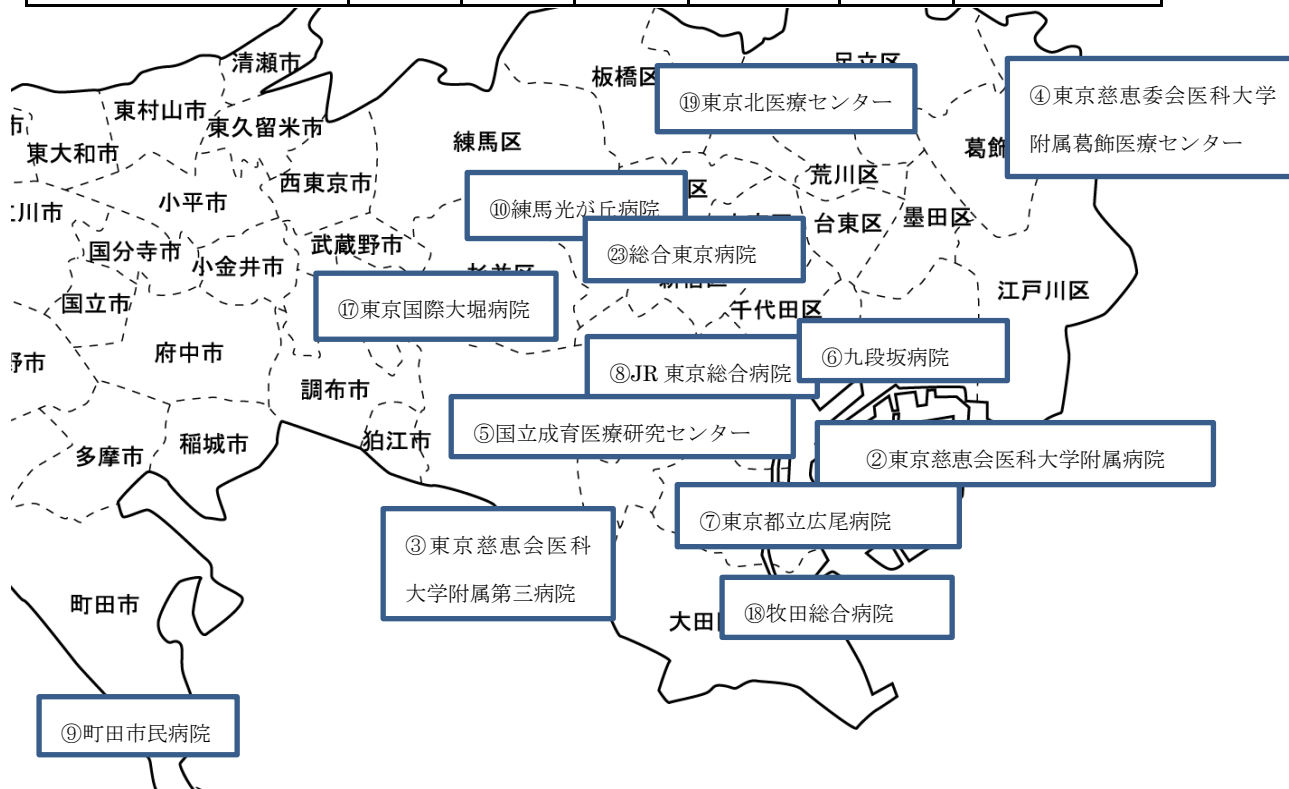 清瀬市
板橋区
足立区
⑲東京北医療センター
④東京慈恵委会医科大学
附属葛飾医療センター
東村山市
東久留米市
市
東大和市
練馬区
葛飾
西東京市
荒川区
区
小平市
川市
⑩練馬光が丘病院
台東区
墨田区
国分寺市
小金井市
武蔵野市
㉓総合東京病院
杉並区
新宿区
国立市
⑰東京国際大堀病院
千代田区
江戸川区
野市
府中市
⑥九段坂病院
⑧JR 東京総合病院
調布市
⑤国立成育医療研究センター
狛江市
稲城市
多摩市
②東京慈恵会医科大学附属病院
⑦東京都立広尾病院
③東京慈恵会医科
大学附属第三病院
町田市
大田
⑱牧田総合病院
⑨町田市民病院